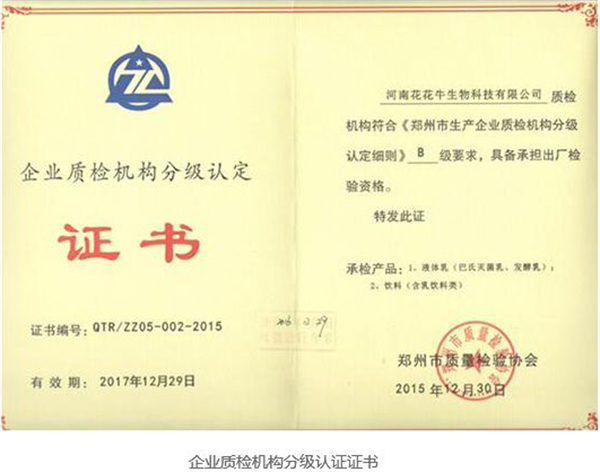 企业质检机构分级认定
证书
证书编号：QTR/ZZ05-002-2015
有效期：2017年12月29日
河南花花牛生物科技有限公司 质检
机构符合《郑州市生产企业质检机构分级
认定细则》B 级要求，具备承担出厂检
验资格。
特发此证
承检产品：1、液体乳（巴氏灭菌乳、发酵乳）；
2、饮料（含乳饮料类）
郑州市质量检验协会
2015年12月30日
企业质检机构分级认证证书